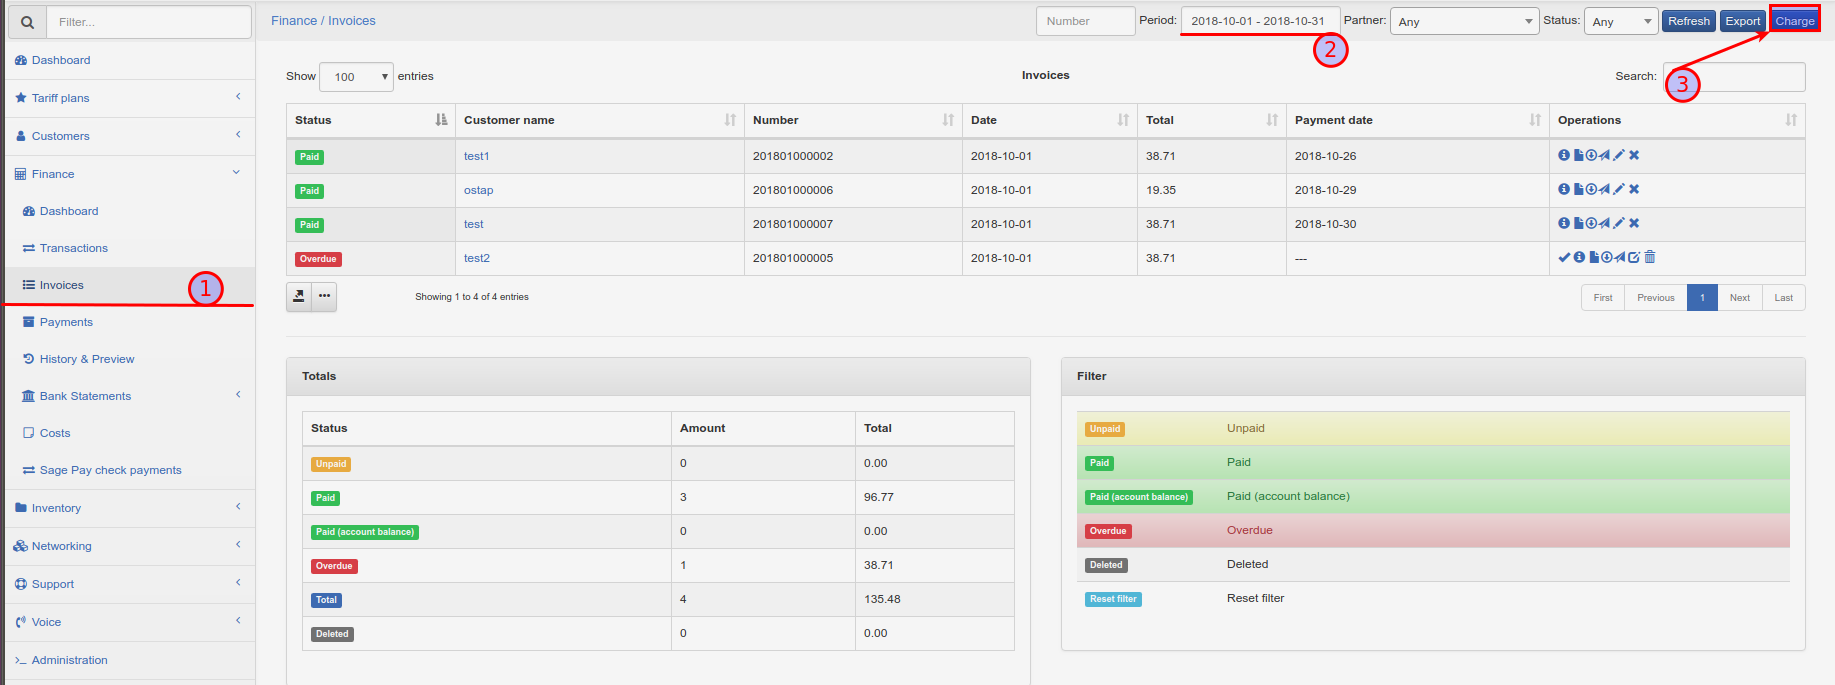 Filter...
Finance / Invoices
Number
Period: 2018-10-01 - 2018-10-31
Partner: Any
Status: Any
Refresh
Export
Charge
1
2
3
Dashboard
Tariff plans
Customers
Finance
Dashboard
Transactions
Invoices
Payments
History & Preview
Bank Statements
Costs
Sage Pay check payments
Inventory
Networking
Support
Voice
Administration
Show 100 entries
Invoices
Search:
Status Customer name Number Date Total Payment date Operations
Paid test1 201801000002 2018-10-01 38.71 2018-10-26
Paid ostap 201801000006 2018-10-01 19.35 2018-10-29
Paid test 201801000007 2018-10-01 38.71 2018-10-30
Overdue test2 201801000005 2018-10-01 38.71 ---
Showing 1 to 4 of 4 entries
First Previous 1 Next Last
Totals
Status Amount Total
Unpaid 0 0.00
Paid 3 96.77
Paid (account balance) 0 0.00
Overdue 1 38.71
Total 4 135.48
Deleted 0 0.00
Filter
Unpaid Unpaid
Paid Paid
Paid (account balance) Paid (account balance)
Overdue Overdue
Deleted Deleted
Reset filter Reset filter